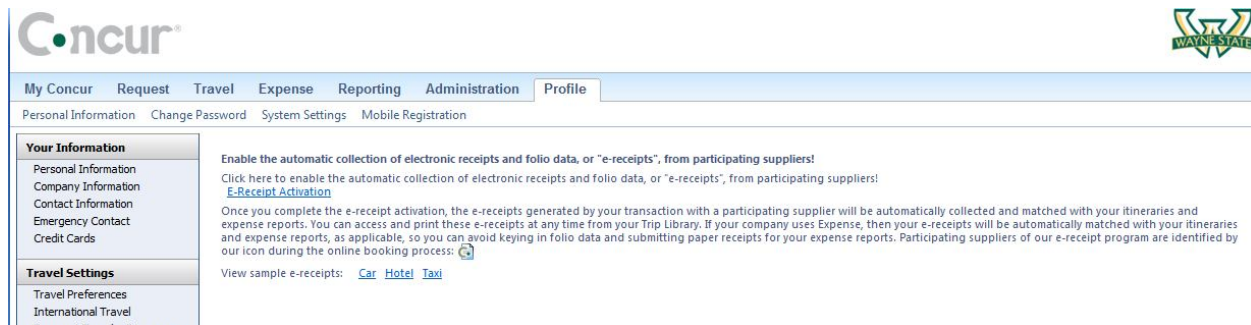 Concur®
WAYNE STATE
My Concur Request Travel Expense Reporting Administration Profile
Personal Information Change Password System Settings Mobile Registration
Your Information
Personal Information
Company Information
Contact Information
Emergency Contact
Credit Cards
Travel Settings
Travel Preferences
International Travel
Enable the automatic collection of electronic receipts and folio data, or "e-receipts", from participating suppliers!
Click here to enable the automatic collection of electronic receipts and folio data, or "e-receipts", from participating suppliers!
E-Receipt Activation
Once you complete the e-receipt activation, the e-receipts generated by your transaction with a participating supplier will be automatically collected and matched with your itineraries and
expense reports. You can access and print these e-receipts at any time from your Trip Library. If your company uses Expense, then your e-receipts will be automatically matched with your itineraries
and expense reports, as applicable, so you can avoid keying in folio data and submitting paper receipts for your expense reports. Participating suppliers of our e-receipt program are identified by
our icon during the online booking process:
View sample e-receipts: Car Hotel Taxi